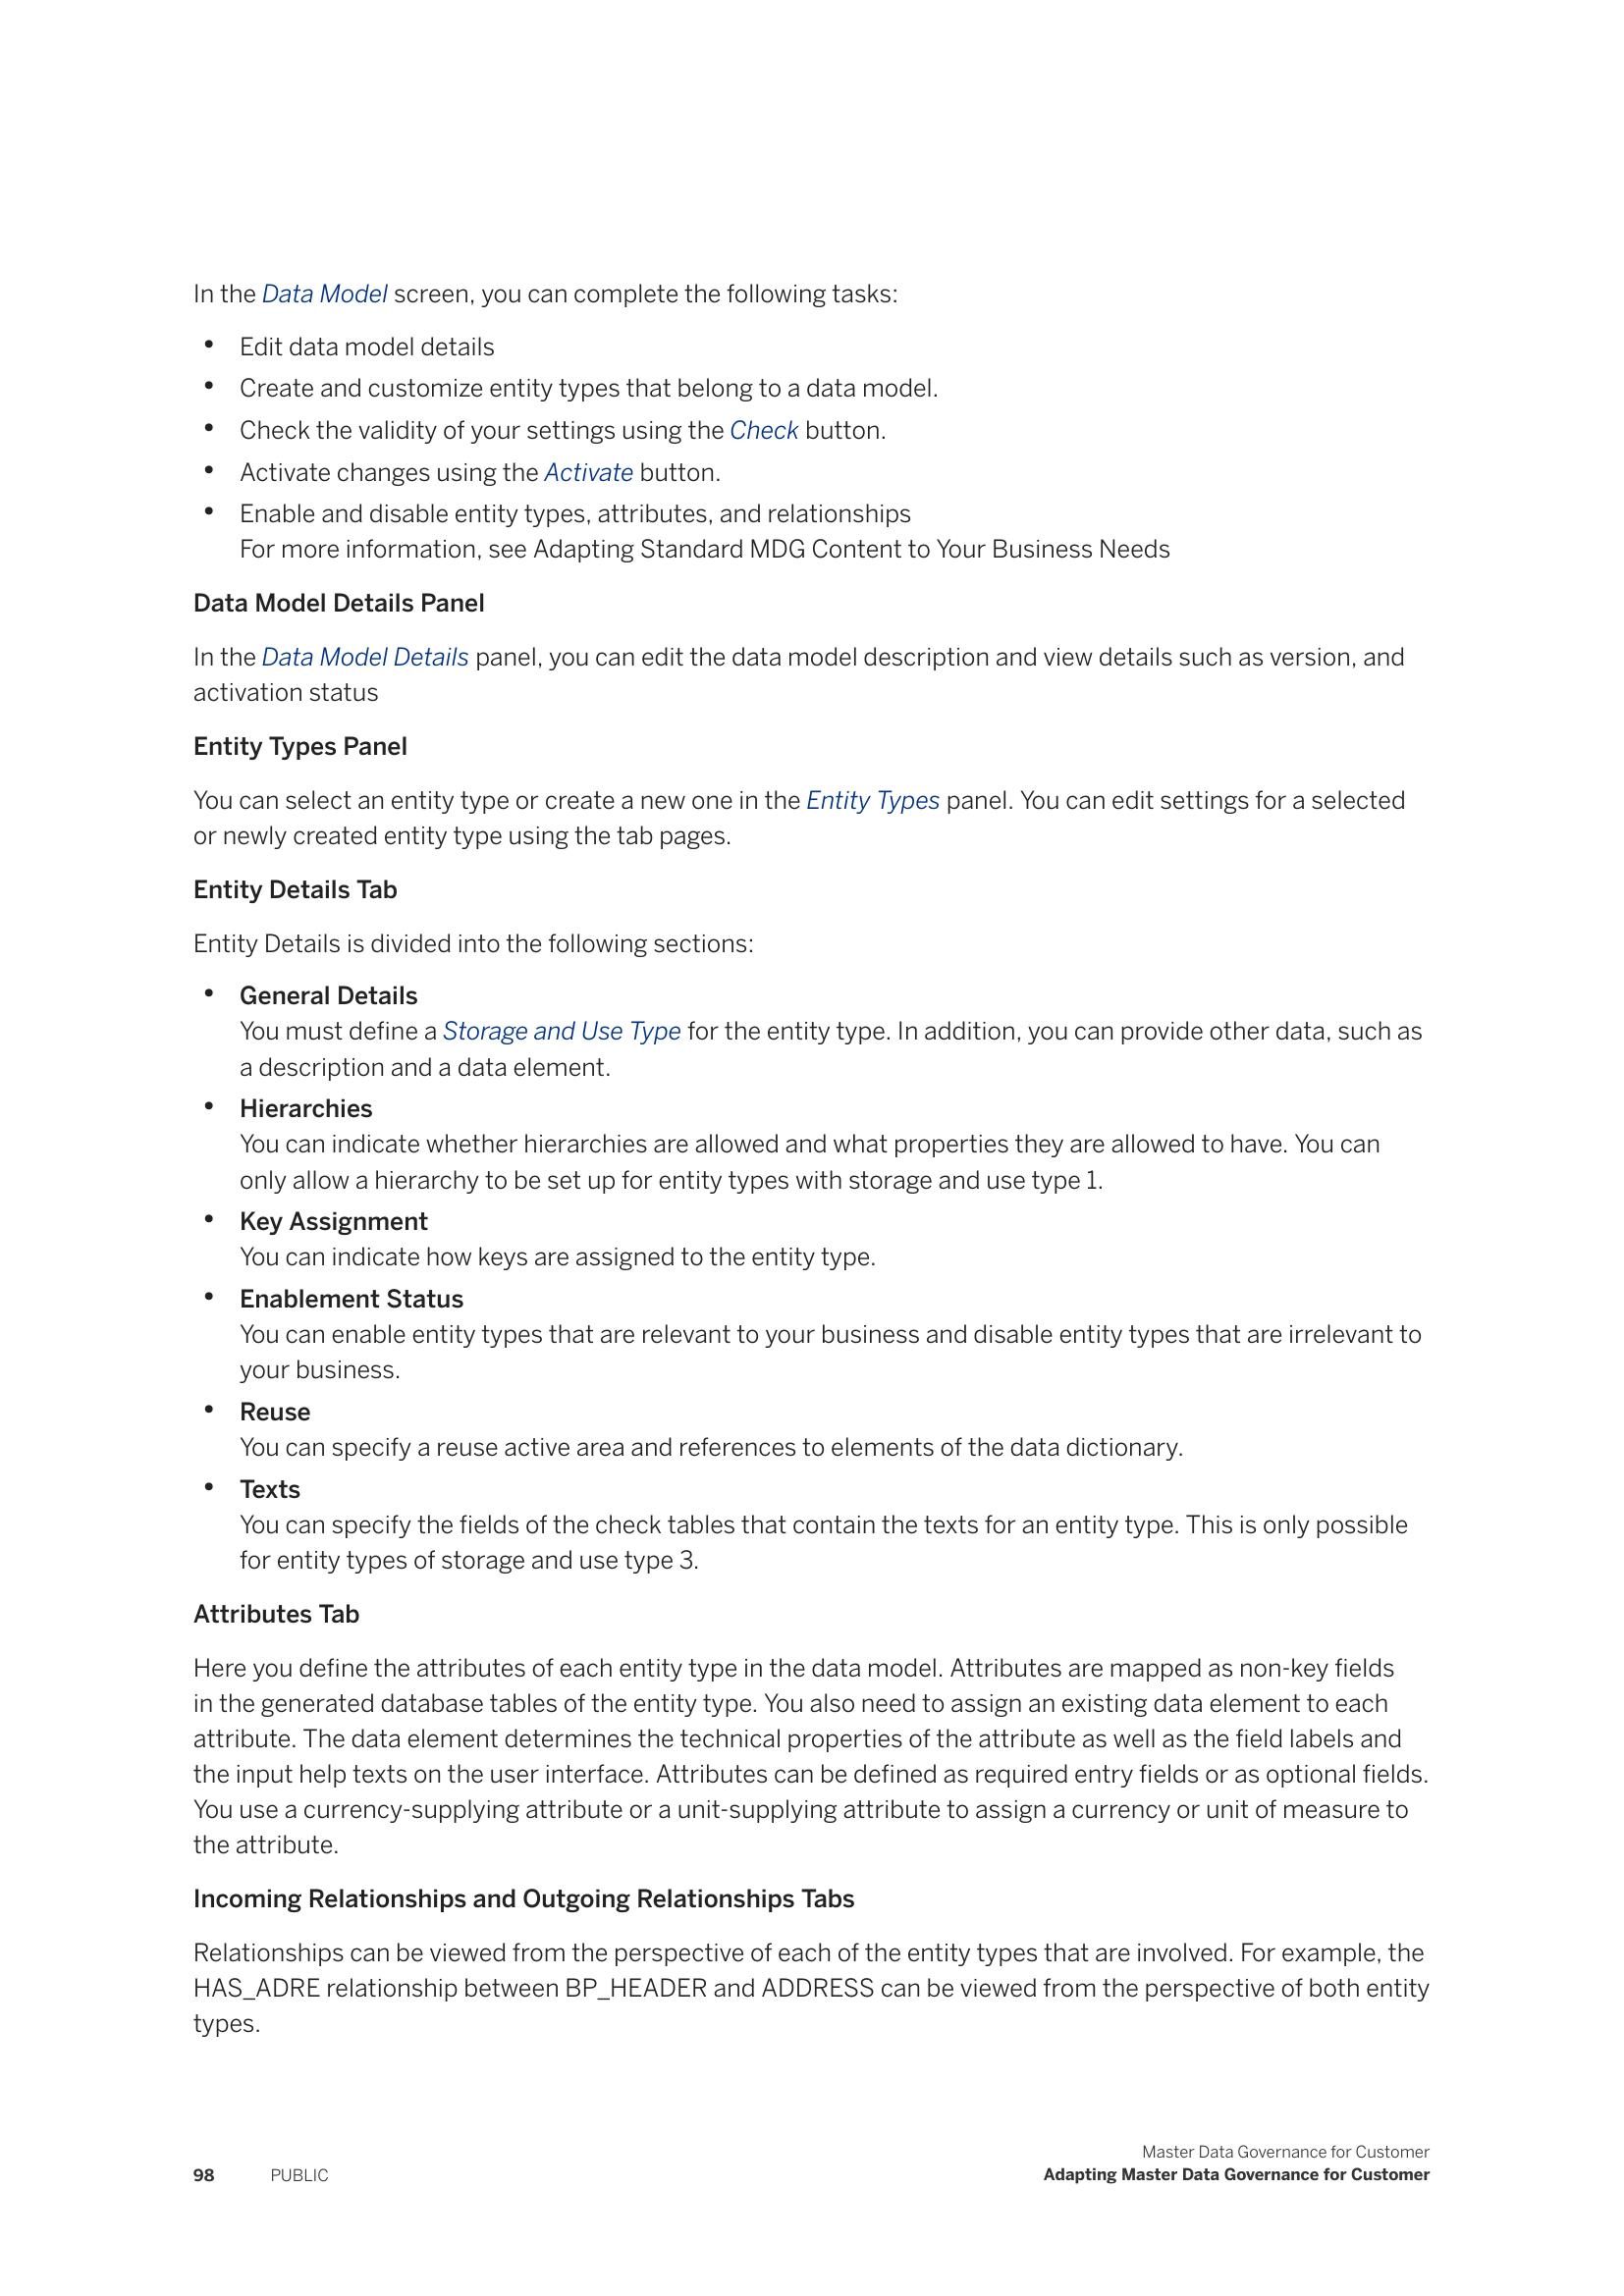 In the Data Model screen, you can complete the following tasks:
• Edit data model details
• Create and customize entity types that belong to a data model.
• Check the validity of your settings using the Check button.
• Activate changes using the Activate button.
• Enable and disable entity types, attributes, and relationships
For more information, see Adapting Standard MDG Content to Your Business Needs
Data Model Details Panel
In the Data Model Details panel, you can edit the data model description and view details such as version, and
activation status
Entity Types Panel
You can select an entity type or create a new one in the Entity Types panel. You can edit settings for a selected
or newly created entity type using the tab pages.
Entity Details Tab
Entity Details is divided into the following sections:
• General Details
You must define a Storage and Use Type for the entity type. In addition, you can provide other data, such as
a description and a data element.
• Hierarchies
You can indicate whether hierarchies are allowed and what properties they are allowed to have. You can
only allow a hierarchy to be set up for entity types with storage and use type 1.
• Key Assignment
You can indicate how keys are assigned to the entity type.
• Enablement Status
You can enable entity types that are relevant to your business and disable entity types that are irrelevant to
your business.
• Reuse
You can specify a reuse active area and references to elements of the data dictionary.
• Texts
You can specify the fields of the check tables that contain the texts for an entity type. This is only possible
for entity types of storage and use type 3.
Attributes Tab
Here you define the attributes of each entity type in the data model. Attributes are mapped as non-key fields
in the generated database tables of the entity type. You also need to assign an existing data element to each
attribute. The data element determines the technical properties of the attribute as well as the field labels and
the input help texts on the user interface. Attributes can be defined as required entry fields or as optional fields.
You use a currency-supplying attribute or a unit-supplying attribute to assign a currency or unit of measure to
the attribute.
Incoming Relationships and Outgoing Relationships Tabs
Relationships can be viewed from the perspective of each of the entity types that are involved. For example, the
HAS_ADRE relationship between BP_HEADER and ADDRESS can be viewed from the perspective of both entity
types.
Master Data Governance for Customer
98 PUBLIC Adapting Master Data Governance for Customer